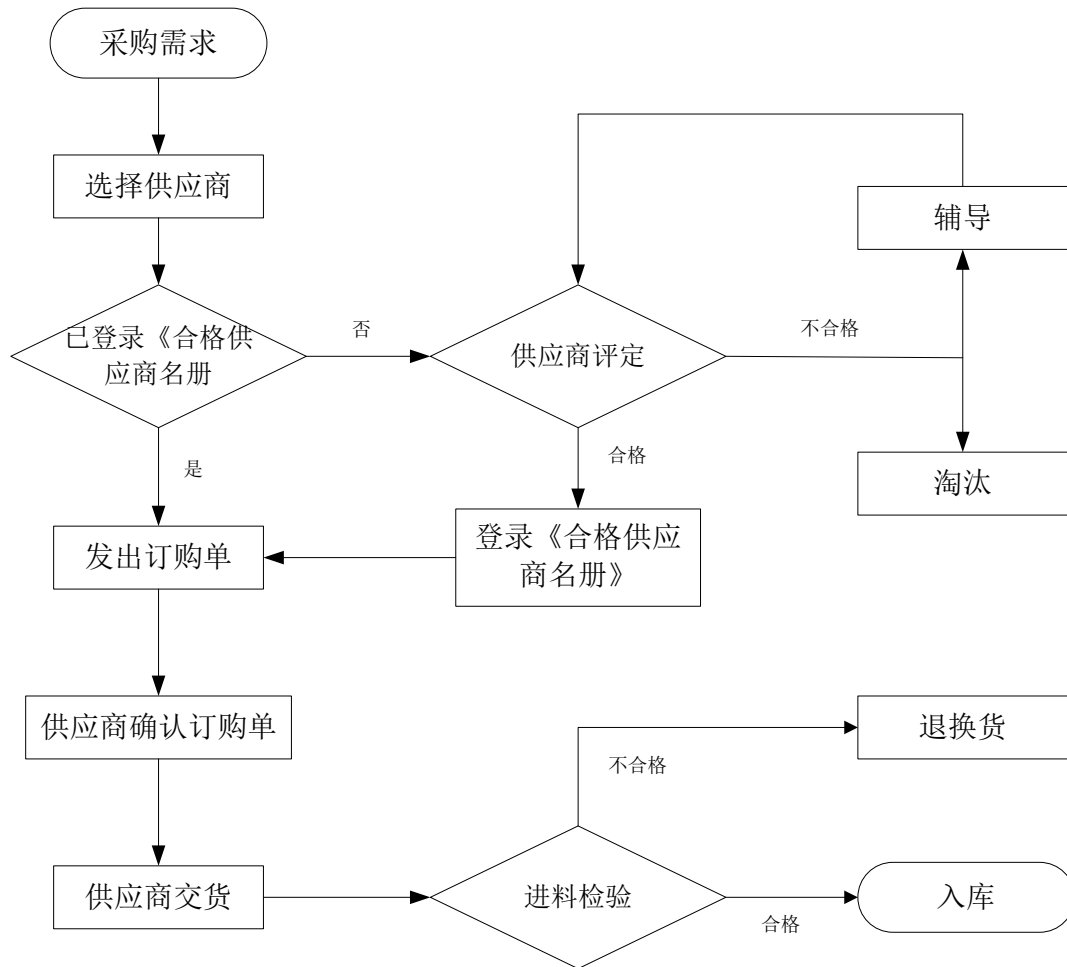 采购需求
选择供应商
辅导
已登录《合格供
应商名册
否
供应商评定
不合格
是
合格
淘汰
发出订购单
登录《合格供应
商名册》
供应商确认订购单
退换货
不合格
供应商交货
进料检验
合格
入库